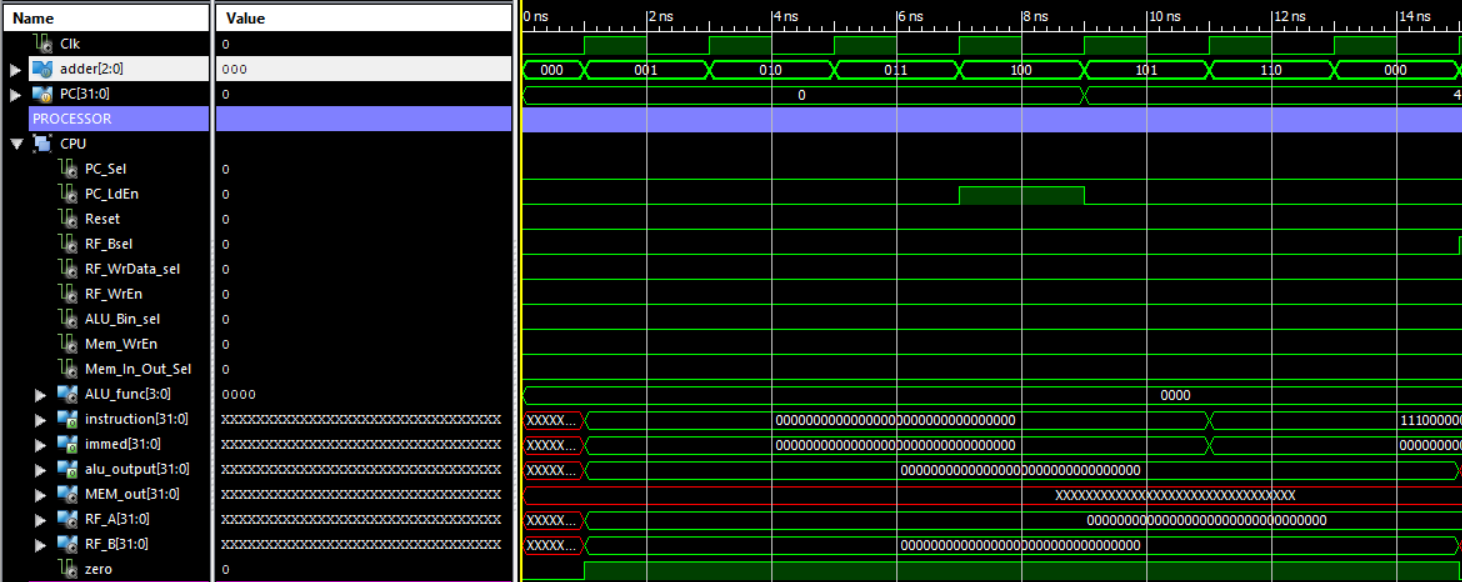 Name Value 0 ns 2 ns 4 ns 6 ns 8 ns 10 ns 12 ns 14 ns
Clk 0
adder[2:0] 000 000 001 010 011 100 101 110 000
PC[31:0] 0 0 4
PROCESSOR
CPU
PC_Sel 0
PC_LdEn 0
Reset 0
RF_Bsel 0
RF_WrData_sel 0
RF_WrEn 0
ALU_Bin_sel 0
Mem_WrEn 0
Mem_In_Out_Sel 0
ALU_func[3:0] 0000 0000
instruction[31:0] XXXXXXXXXXXXXXXXXXXXXXXXXXXXXXXX XXXXX... 00000000000000000000000000000000 111000000
immed[31:0] XXXXXXXXXXXXXXXXXXXXXXXXXXXXXXXX XXXXX... 00000000000000000000000000000000 000000000
alu_output[31:0] XXXXXXXXXXXXXXXXXXXXXXXXXXXXXXXX XXXXX... 00000000000000000000000000000000
MEM_out[31:0] XXXXXXXXXXXXXXXXXXXXXXXXXXXXXXXX XXXXXXXXXXXXXXXXXXXXXXXXXXXXXXXX
RF_A[31:0] XXXXXXXXXXXXXXXXXXXXXXXXXXXXXXXX XXXXX... 00000000000000000000000000000000
RF_B[31:0] XXXXXXXXXXXXXXXXXXXXXXXXXXXXXXXX XXXXX... 00000000000000000000000000000000
zero 0